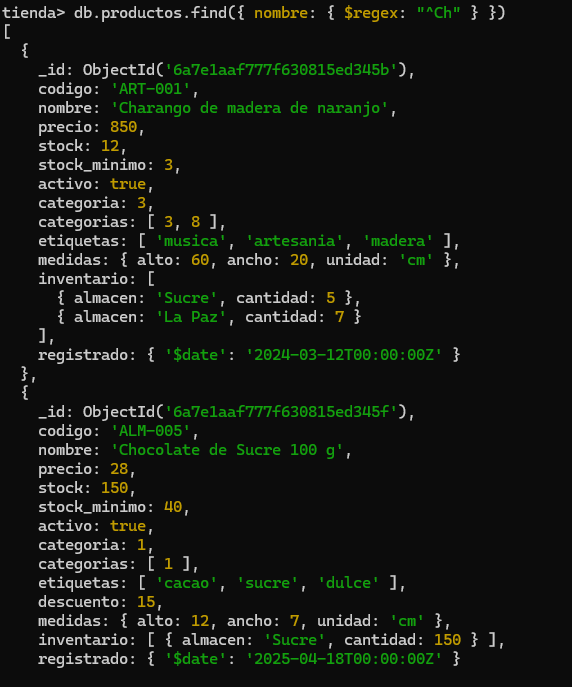 tienda> db.productos.find({ nombre: { $regex: "^Ch" } })
[
  {
    _id: ObjectId('6a7e1aaf777f630815ed345b'),
    codigo: 'ART-001',
    nombre: 'Charango de madera de naranjo',
    precio: 850,
    stock: 12,
    stock_minimo: 3,
    activo: true,
    categoria: 3,
    categorias: [ 3, 8 ],
    etiquetas: [ 'musica', 'artesania', 'madera' ],
    medidas: { alto: 60, ancho: 20, unidad: 'cm' },
    inventario: [
      { almacen: 'Sucre', cantidad: 5 },
      { almacen: 'La Paz', cantidad: 7 }
    ],
    registrado: { '$date': '2024-03-12T00:00:00Z' }
  },
  {
    _id: ObjectId('6a7e1aaf777f630815ed345f'),
    codigo: 'ALM-005',
    nombre: 'Chocolate de Sucre 100 g',
    precio: 28,
    stock: 150,
    stock_minimo: 40,
    activo: true,
    categoria: 1,
    categorias: [ 1 ],
    etiquetas: [ 'cacao', 'sucre', 'dulce' ],
    descuento: 15,
    medidas: { alto: 12, ancho: 7, unidad: 'cm' },
    inventario: [ { almacen: 'Sucre', cantidad: 150 } ],
    registrado: { '$date': '2025-04-18T00:00:00Z' }